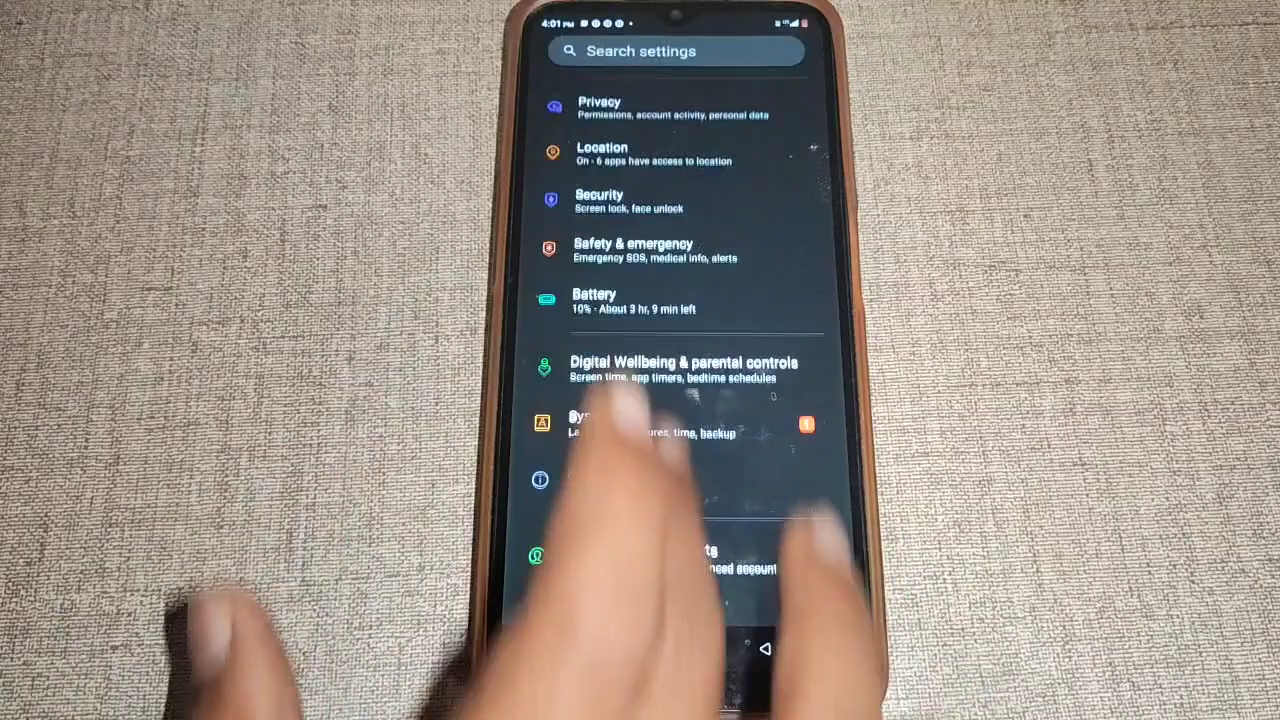 4:01 PM
Search settings
Privacy
Permissions, account activity, personal data
Location
On - 6 apps have access to location
Security
Screen lock, face unlock
Safety & emergency
Emergency SOS, medical info, alerts
Battery
10% - About 3 hr, 9 min left
Digital Wellbeing & parental controls
Screen time, app timers, bedtime schedules
time, backup
account